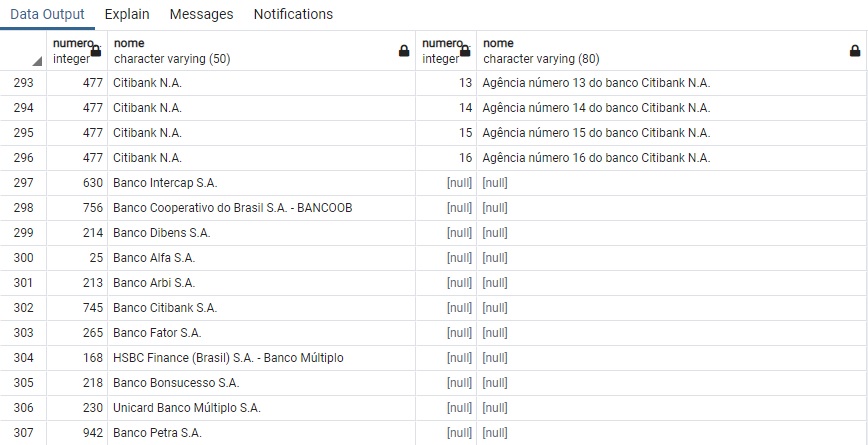 Data Output Explain Messages Notifications
numero nome numero nome
integer character varying (50) integer character varying (80)
293 477 Citibank N.A. 13 Agência número 13 do banco Citibank N.A.
294 477 Citibank N.A. 14 Agência número 14 do banco Citibank N.A.
295 477 Citibank N.A. 15 Agência número 15 do banco Citibank N.A.
296 477 Citibank N.A. 16 Agência número 16 do banco Citibank N.A.
297 630 Banco Intercap S.A. [null] [null]
298 756 Banco Cooperativo do Brasil S.A. - BANCOOB [null] [null]
299 214 Banco Dibens S.A. [null] [null]
300 25 Banco Alfa S.A. [null] [null]
301 213 Banco Arbi S.A. [null] [null]
302 745 Banco Citibank S.A. [null] [null]
303 265 Banco Fator S.A. [null] [null]
304 168 HSBC Finance (Brasil) S.A. - Banco Múltiplo [null] [null]
305 218 Banco Bonsucesso S.A. [null] [null]
306 230 Unicard Banco Múltiplo S.A. [null] [null]
307 942 Banco Petra S.A. [null] [null]